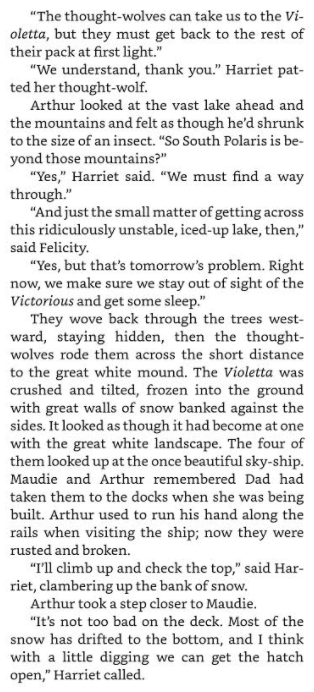 “The thought-wolves can take us to the Vi-
oletta, but they must get back to the rest of
their pack at first light.”
“We understand, thank you.” Harriet pat-
ted her thought-wolf.
Arthur looked at the vast lake ahead and
the mountains and felt as though he’d shrunk
to the size of an insect. “So South Polaris is be-
yond those mountains?”
“Yes,” Harriet said. “We must find a way
through.”
“And just the small matter of getting across
this ridiculously unstable, iced-up lake, then,”
said Felicity.
“Yes, but that’s tomorrow’s problem. Right
now, we make sure we stay out of sight of the
Victorious and get some sleep.”
They wove back through the trees west-
ward, staying hidden, then the thought-
wolves rode them across the short distance
to the great white mound. The Violetta was
crushed and tilted, frozen into the ground
with great walls of snow banked against the
sides. It looked as though it had become at one
with the great white landscape. The four of
them looked up at the once beautiful sky-ship.
Maudie and Arthur remembered Dad had
taken them to the docks when she was being
built. Arthur used to run his hand along the
rails when visiting the ship; now they were
rusted and broken.
“I’ll climb up and check the top,” said Har-
riet, clambering up the bank of snow.
Arthur took a step closer to Maudie.
“It’s not too bad on the deck. Most of the
snow has drifted to the bottom, and I think
with a little digging we can get the hatch
open,” Harriet called.